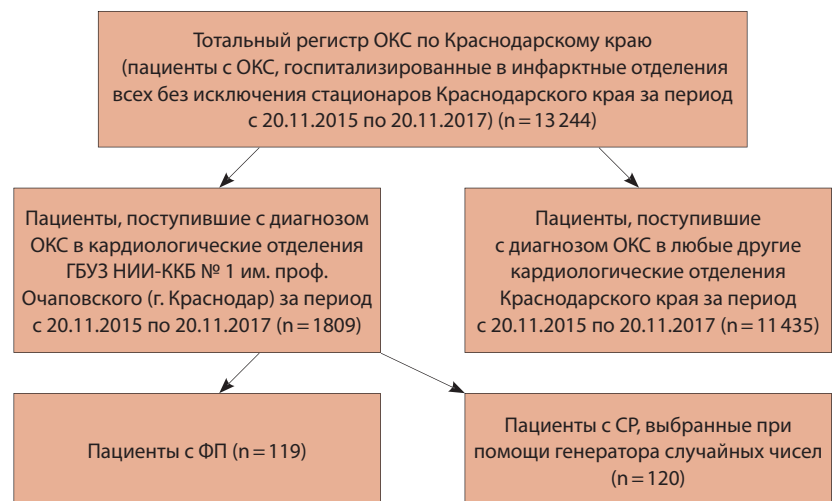 Тотальный регистр ОКС по Краснодарскому краю
(пациенты с ОКС, госпитализированные в инфарктные отделения
всех без исключения стационаров Краснодарского края за период
с 20.11.2015 по 20.11.2017) (n = 13 244)
Пациенты, поступившие с диагнозом
ОКС в кардиологические отделения
ГБУЗ НИИ-ККБ № 1 им. проф.
Очаповского (г. Краснодар) за период
с 20.11.2015 по 20.11.2017 (n = 1809)
Пациенты, поступившие
с диагнозом ОКС в любые другие
кардиологические отделения
Краснодарского края за период
с 20.11.2015 по 20.11.2017 (n = 11 435)
Пациенты с ФП (n = 119)
Пациенты с СР, выбранные при
помощи генератора случайных чисел
(n = 120)